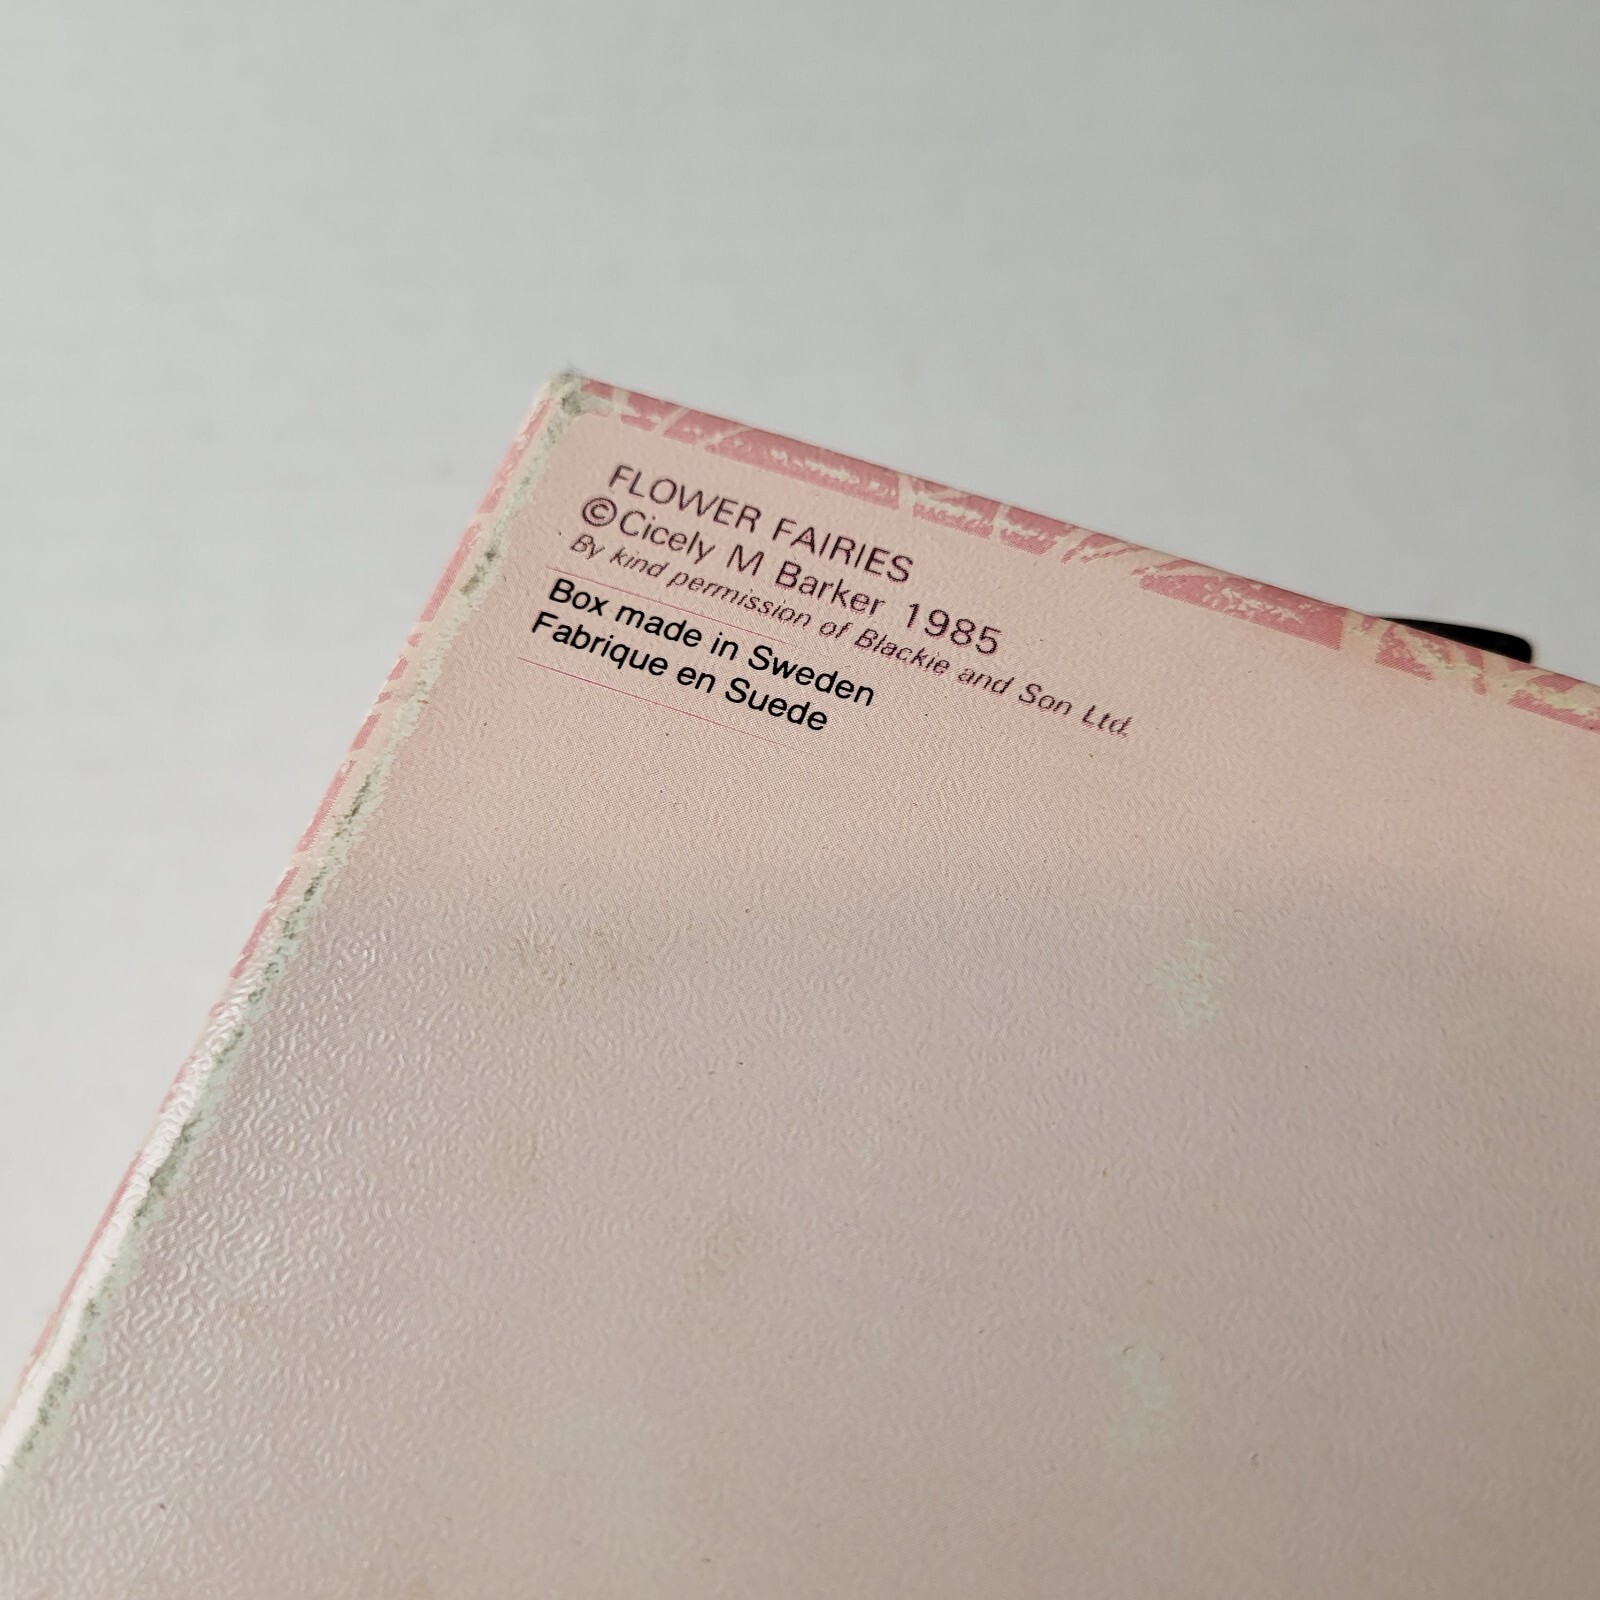 FLOWER FAIRIES
©Cicely M Barker 1985
By kind permission of Blackie and Son Ltd.
Box made in Sweden
Fabrique en Suede